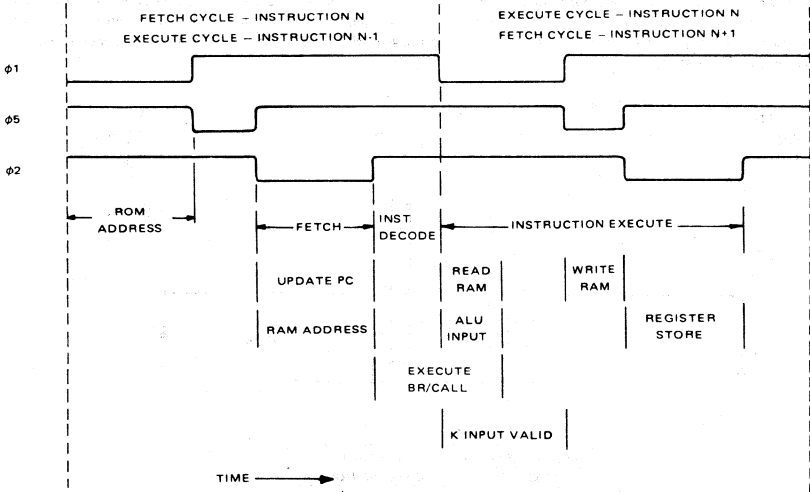 FETCH CYCLE – INSTRUCTION N
EXECUTE CYCLE – INSTRUCTION N-1
EXECUTE CYCLE – INSTRUCTION N
FETCH CYCLE – INSTRUCTION N+1
φ1
φ5
φ2
ROM
ADDRESS
FETCH
INST.
DECODE
INSTRUCTION EXECUTE
UPDATE PC
READ
RAM
WRITE
RAM
RAM ADDRESS
ALU
INPUT
REGISTER
STORE
EXECUTE
BR/CALL
K INPUT VALID
TIME